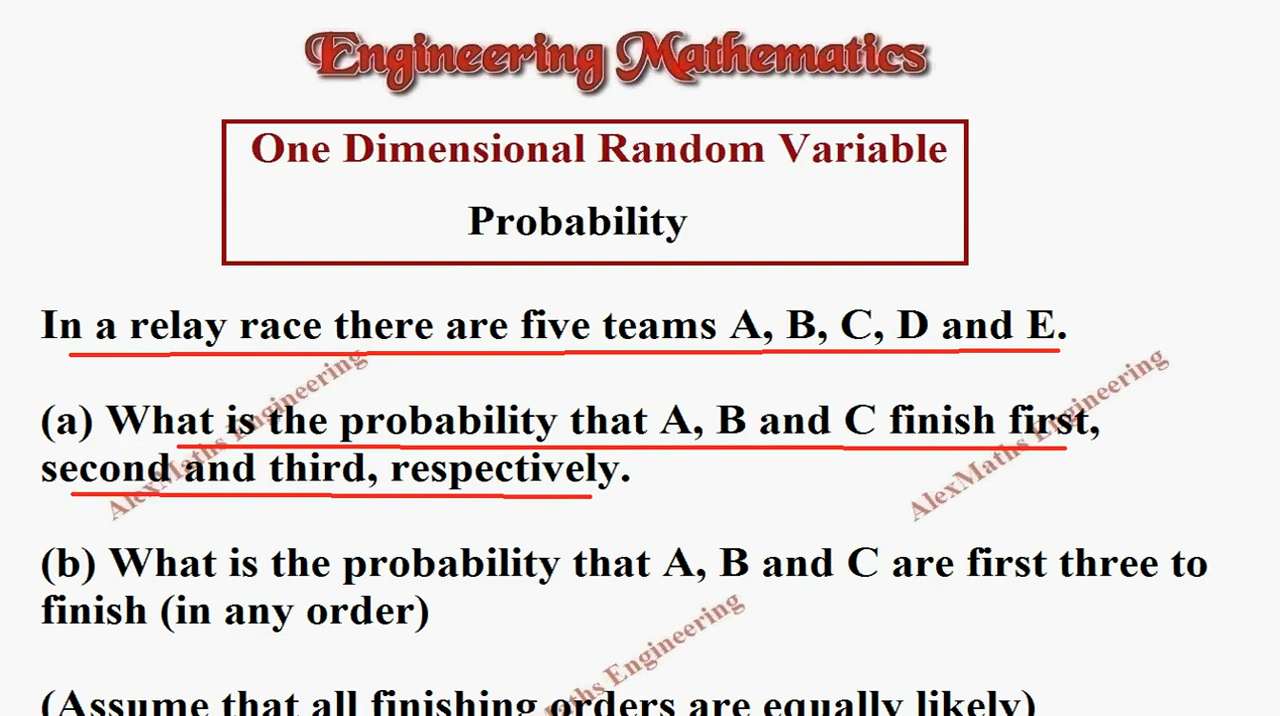 Engineering Mathematics
One Dimensional Random Variable
Probability
In a relay race there are five teams A, B, C, D and E.
(a) What is the probability that A, B and C finish first,
second and third, respectively.
AlexMaths Engineering
AlexMaths Engineering
(b) What is the probability that A, B and C are first three to
finish (in any order)
Maths Engineering
(Assume that all finishing orders are equally likely)